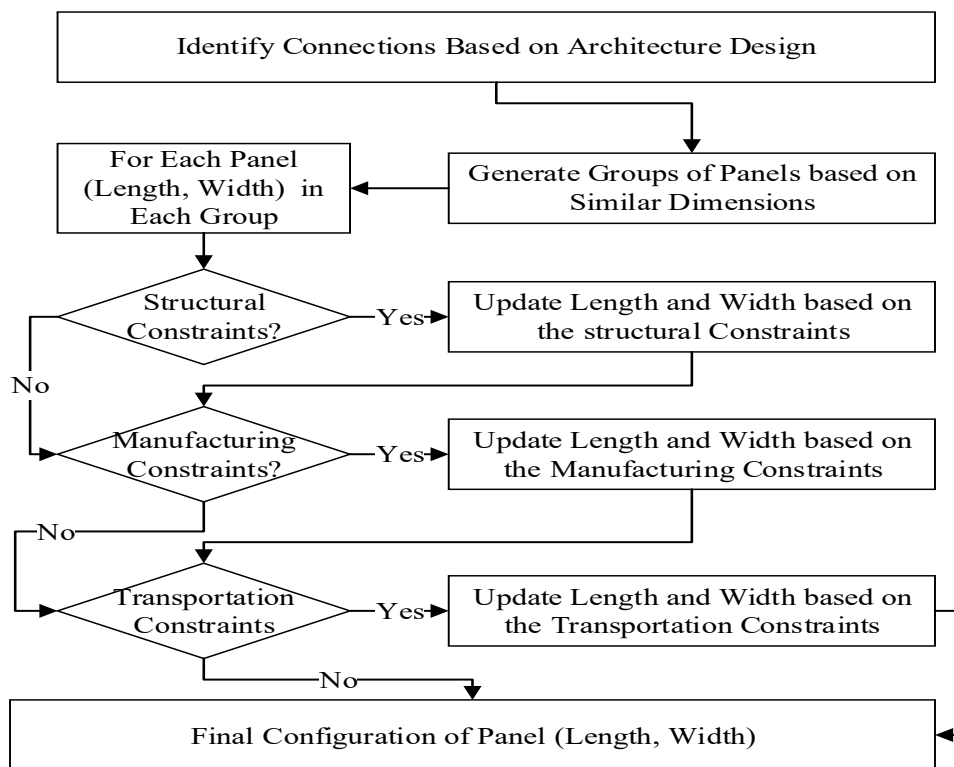 Identify Connections Based on Architecture Design
For Each Panel
(Length, Width) in
Each Group
Generate Groups of Panels based on
Similar Dimensions
Structural
Constraints?
Yes
Update Length and Width based on
the structural Constraints
No
Manufacturing
Constraints?
Yes
Update Length and Width based on
the Manufacturing Constraints
No
Transportation
Constraints
Yes
Update Length and Width based on
the Transportation Constraints
No
Final Configuration of Panel (Length, Width)